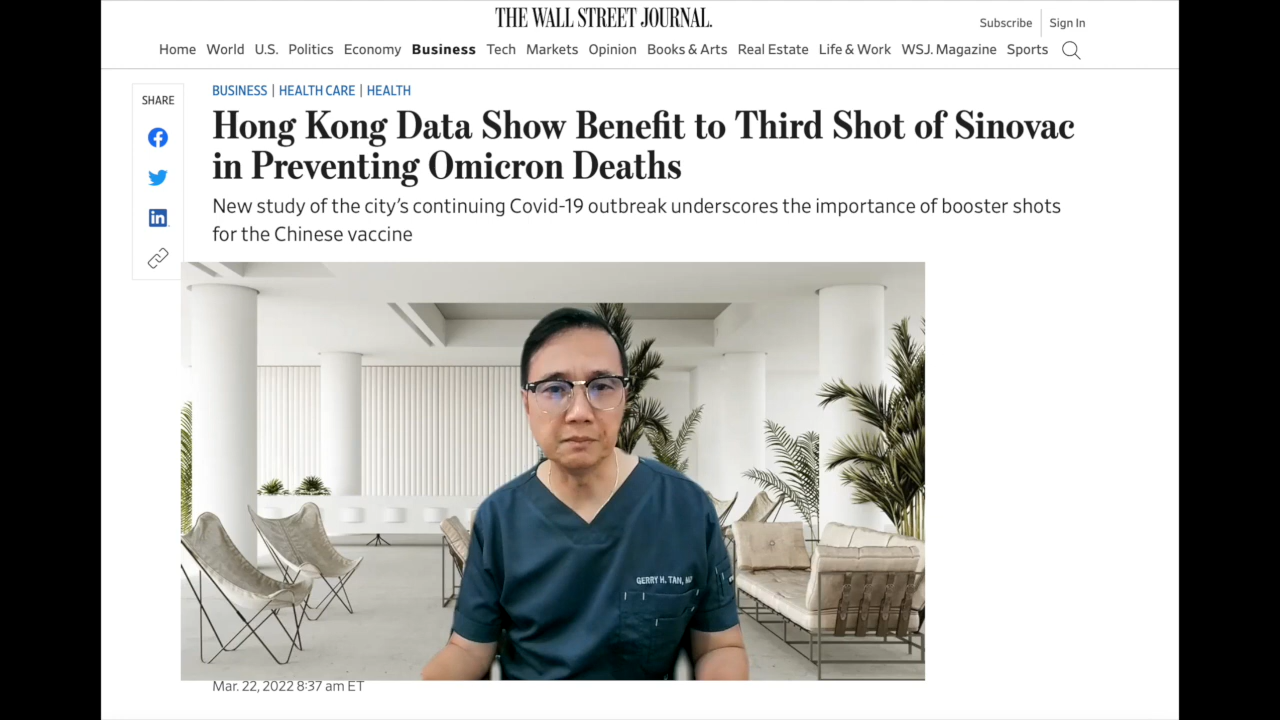 THE WALL STREET JOURNAL.
Subscribe Sign In
Home World U.S. Politics Economy Business Tech Markets Opinion Books & Arts Real Estate Life & Work WSJ. Magazine Sports
SHARE
BUSINESS | HEALTH CARE | HEALTH
Hong Kong Data Show Benefit to Third Shot of Sinovac
in Preventing Omicron Deaths
New study of the city's continuing Covid-19 outbreak underscores the importance of booster shots
for the Chinese vaccine
in
GERRY H. TAN, MD
Mar. 22, 2022 8:37 am ET